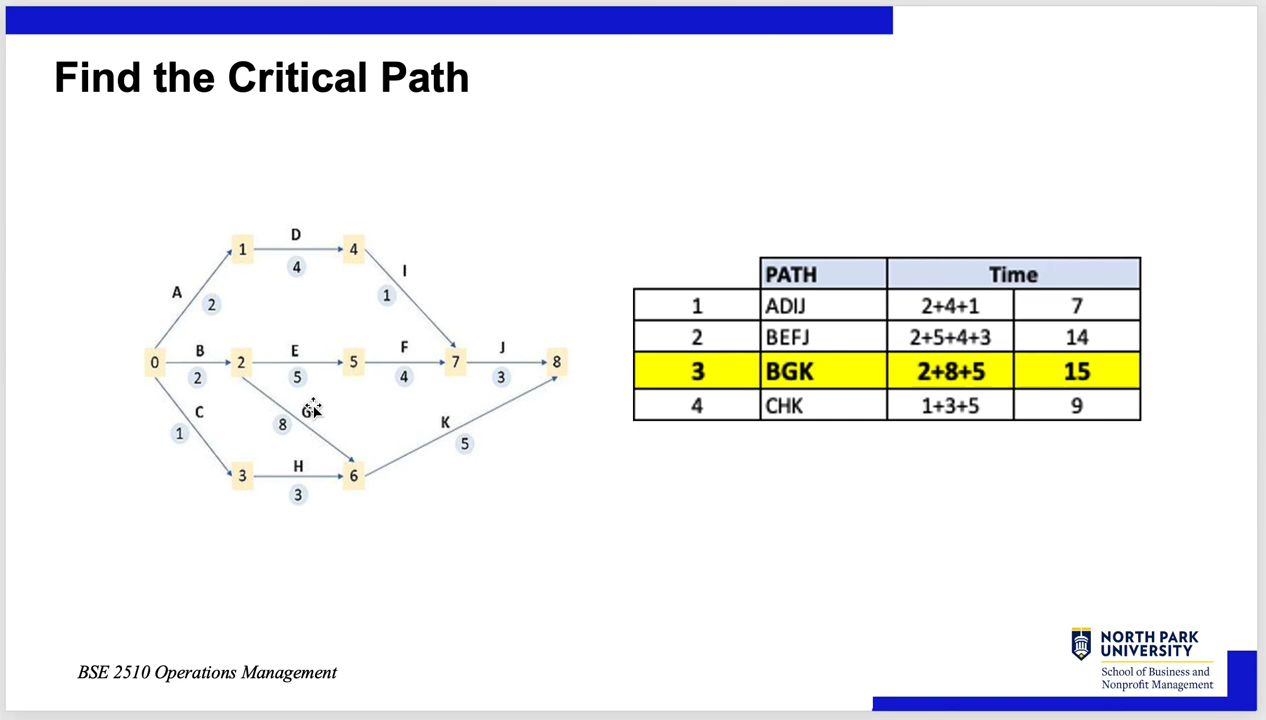 Find the Critical Path
D
1
4
4
I
A
2
1
B
E
F
J
0
2
5
7
8
2
5
4
3
C
G
K
1
8
5
H
3
6
3
PATH Time
1 ADIJ 2+4+1 7
2 BEFJ 2+5+4+3 14
3 BGK 2+8+5 15
4 CHK 1+3+5 9
BSE 2510 Operations Management
NORTH PARK
UNIVERSITY
School of Business and
Nonprofit Management